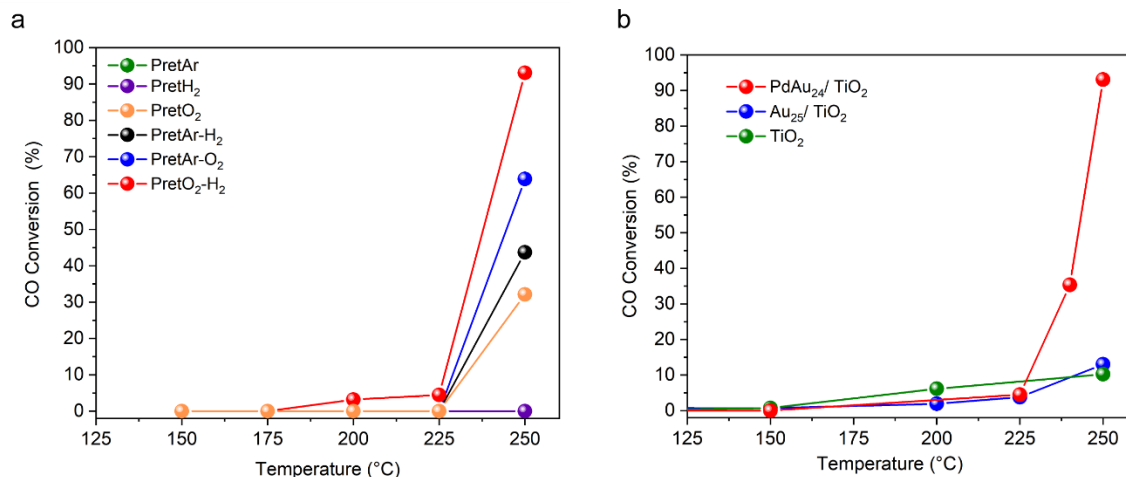 a
100
90
80
70
60
50
40
30
20
10
0
CO Conversion (%)
PretAr
PretH₂
PretO₂
PretAr-H₂
PretAr-O₂
PretO₂-H₂
125 150 175 200 225 250
Temperature (°C)
b
100
90
80
70
60
50
40
30
20
10
0
CO Conversion (%)
PdAu₂₄/ TiO₂
Au₂₅/ TiO₂
TiO₂
125 150 175 200 225 250
Temperature (°C)